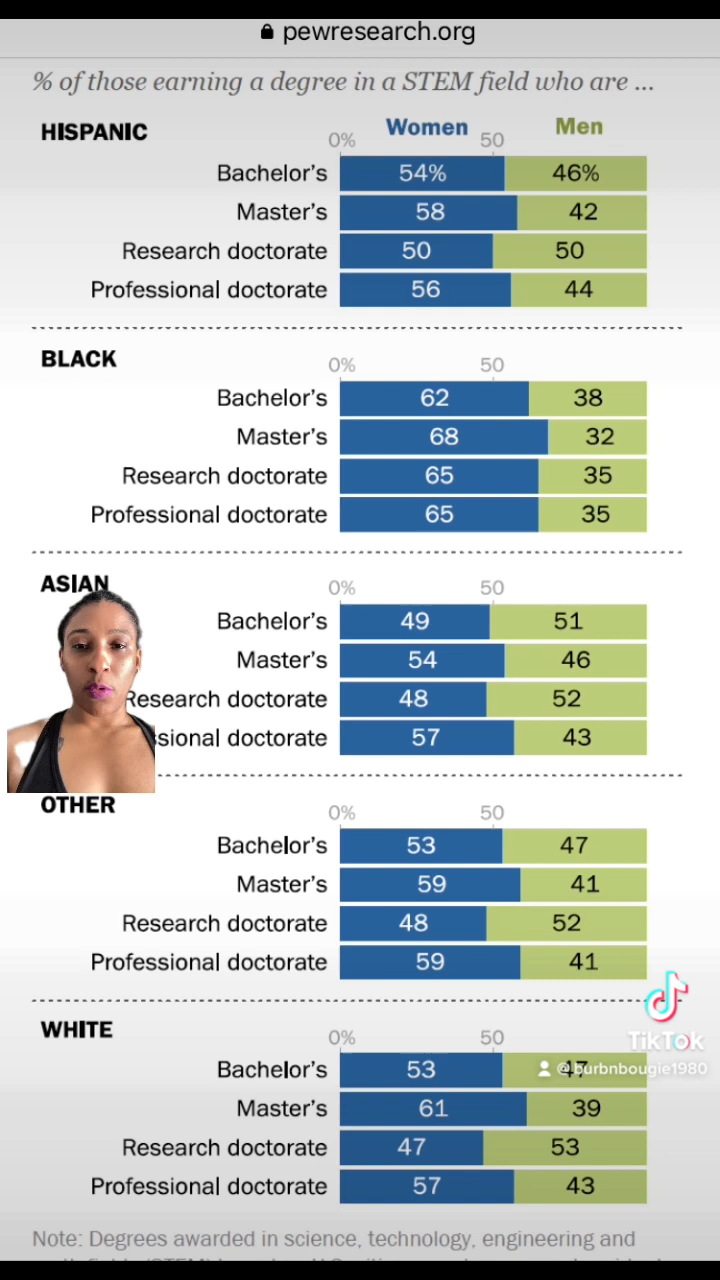 pewresearch.org
% of those earning a degree in a STEM field who are ...
HISPANIC 0% Women 50 Men
Bachelor's 54% 46%
Master's 58 42
Research doctorate 50 50
Professional doctorate 56 44
BLACK 0% 50
Bachelor's 62 38
Master's 68 32
Research doctorate 65 35
Professional doctorate 65 35
ASIAN 0% 50
Bachelor's 49 51
Master's 54 46
Research doctorate 48 52
ssional doctorate 57 43
OTHER 0% 50
Bachelor's 53 47
Master's 59 41
Research doctorate 48 52
Professional doctorate 59 41
TikTok
WHITE 0% 50
Bachelor's 53 47
@burbnbougie1980
Master's 61 39
Research doctorate 47 53
Professional doctorate 57 43
Note: Degrees awarded in science, technology, engineering and